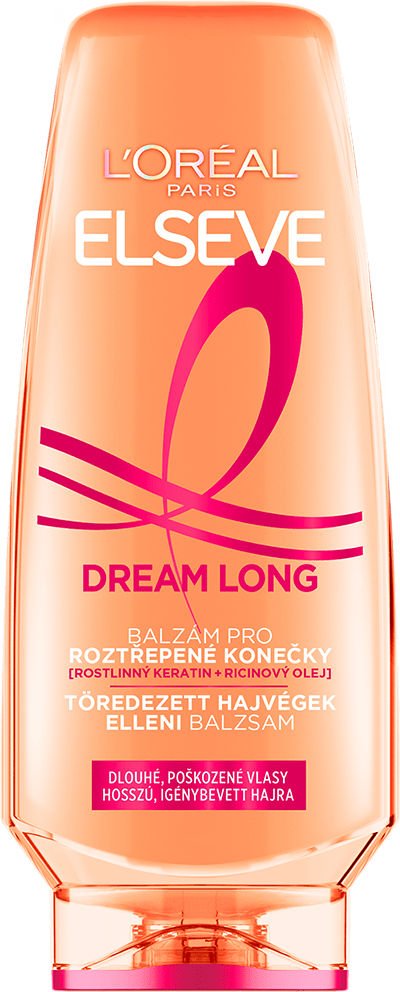 L'ORÉAL
PARIS
ELSEVE
DREAM LONG
BALZÁM PRO
ROZTŘEPENÉ KONEČKY
[ROSTLINNÝ KERATIN + RICINOVÝ OLEJ]
TÖREDEZETT HAJVÉGEK
ELLENI BALZSAM
DLOUHÉ, POŠKOZENÉ VLASY
HOSSZÚ, IGÉNYBEVETT HAJRA